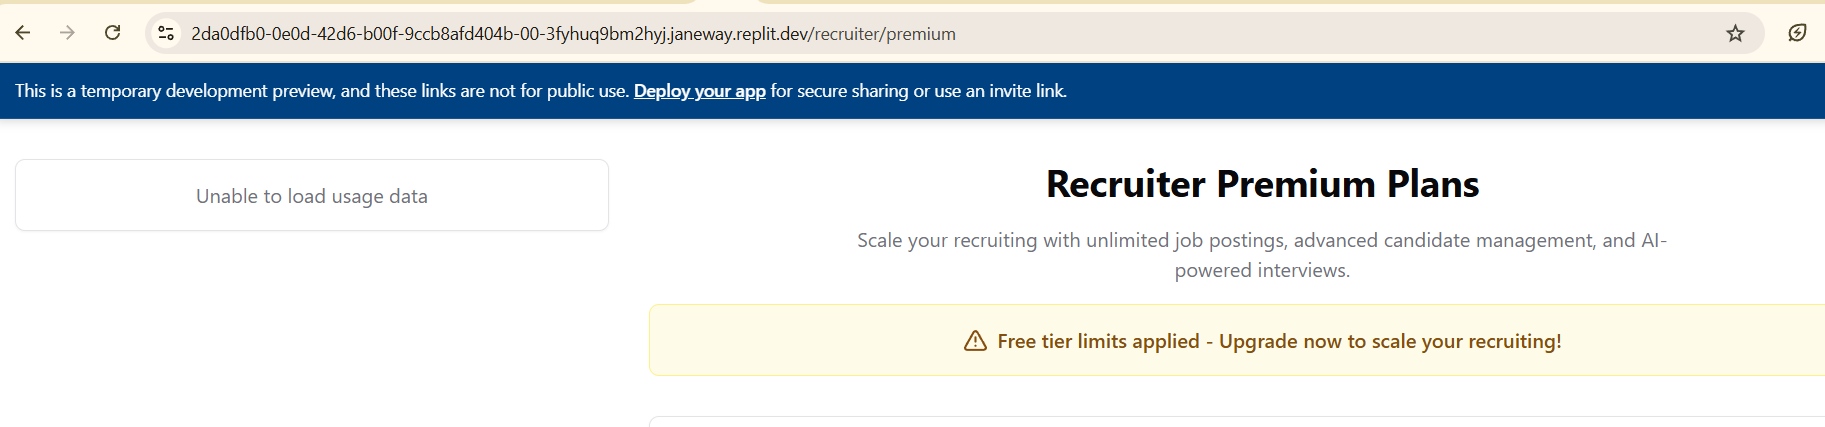 2da0dfb0-0e0d-42d6-b00f-9ccb8afd404b-00-3fyhuq9bm2hyj.janeway.replit.dev/recruiter/premium
This is a temporary development preview, and these links are not for public use. Deploy your app for secure sharing or use an invite link.
Unable to load usage data
Recruiter Premium Plans
Scale your recruiting with unlimited job postings, advanced candidate management, and AI-
powered interviews.
Free tier limits applied - Upgrade now to scale your recruiting!